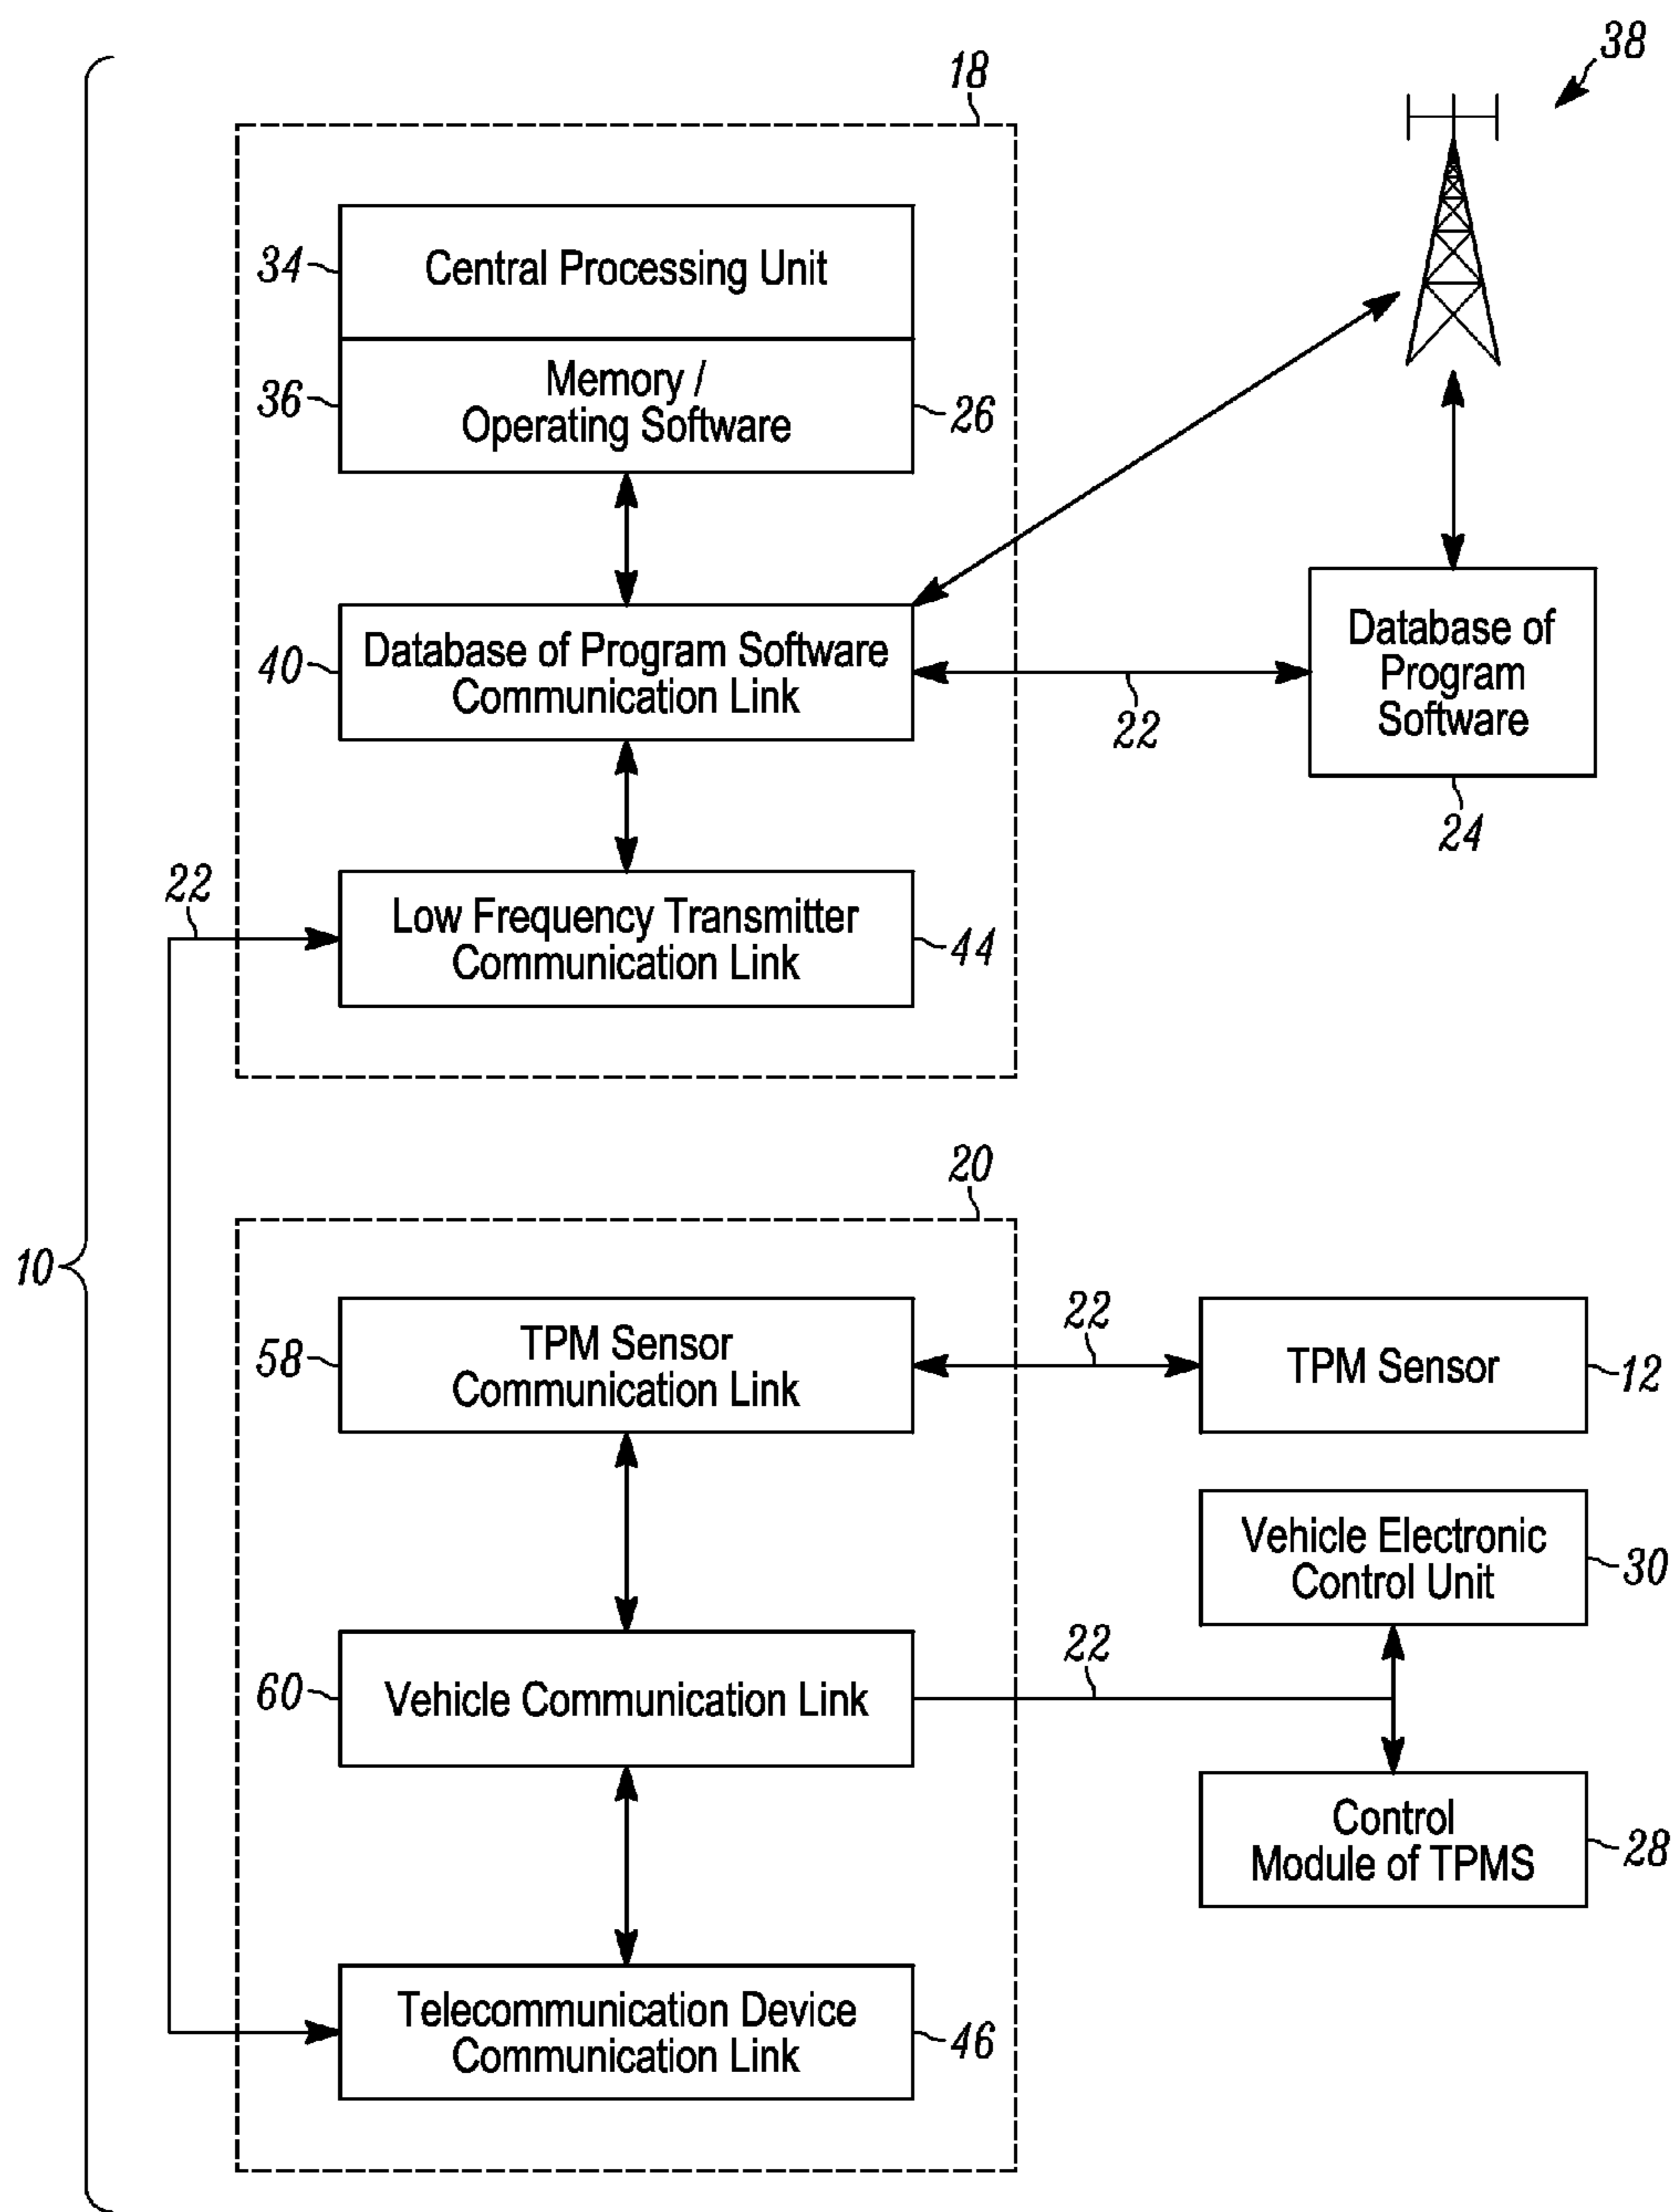 38
18
34
Central Processing Unit
36
Memory /
Operating Software
26
40
Database of Program Software
Communication Link
22
Database of
Program
Software
24
22
Low Frequency Transmitter
Communication Link
44
10
20
58
TPM Sensor
Communication Link
22
TPM Sensor
12
Vehicle Electronic
Control Unit
30
60
Vehicle Communication Link
22
Control
Module of TPMS
28
Telecommunication Device
Communication Link
46